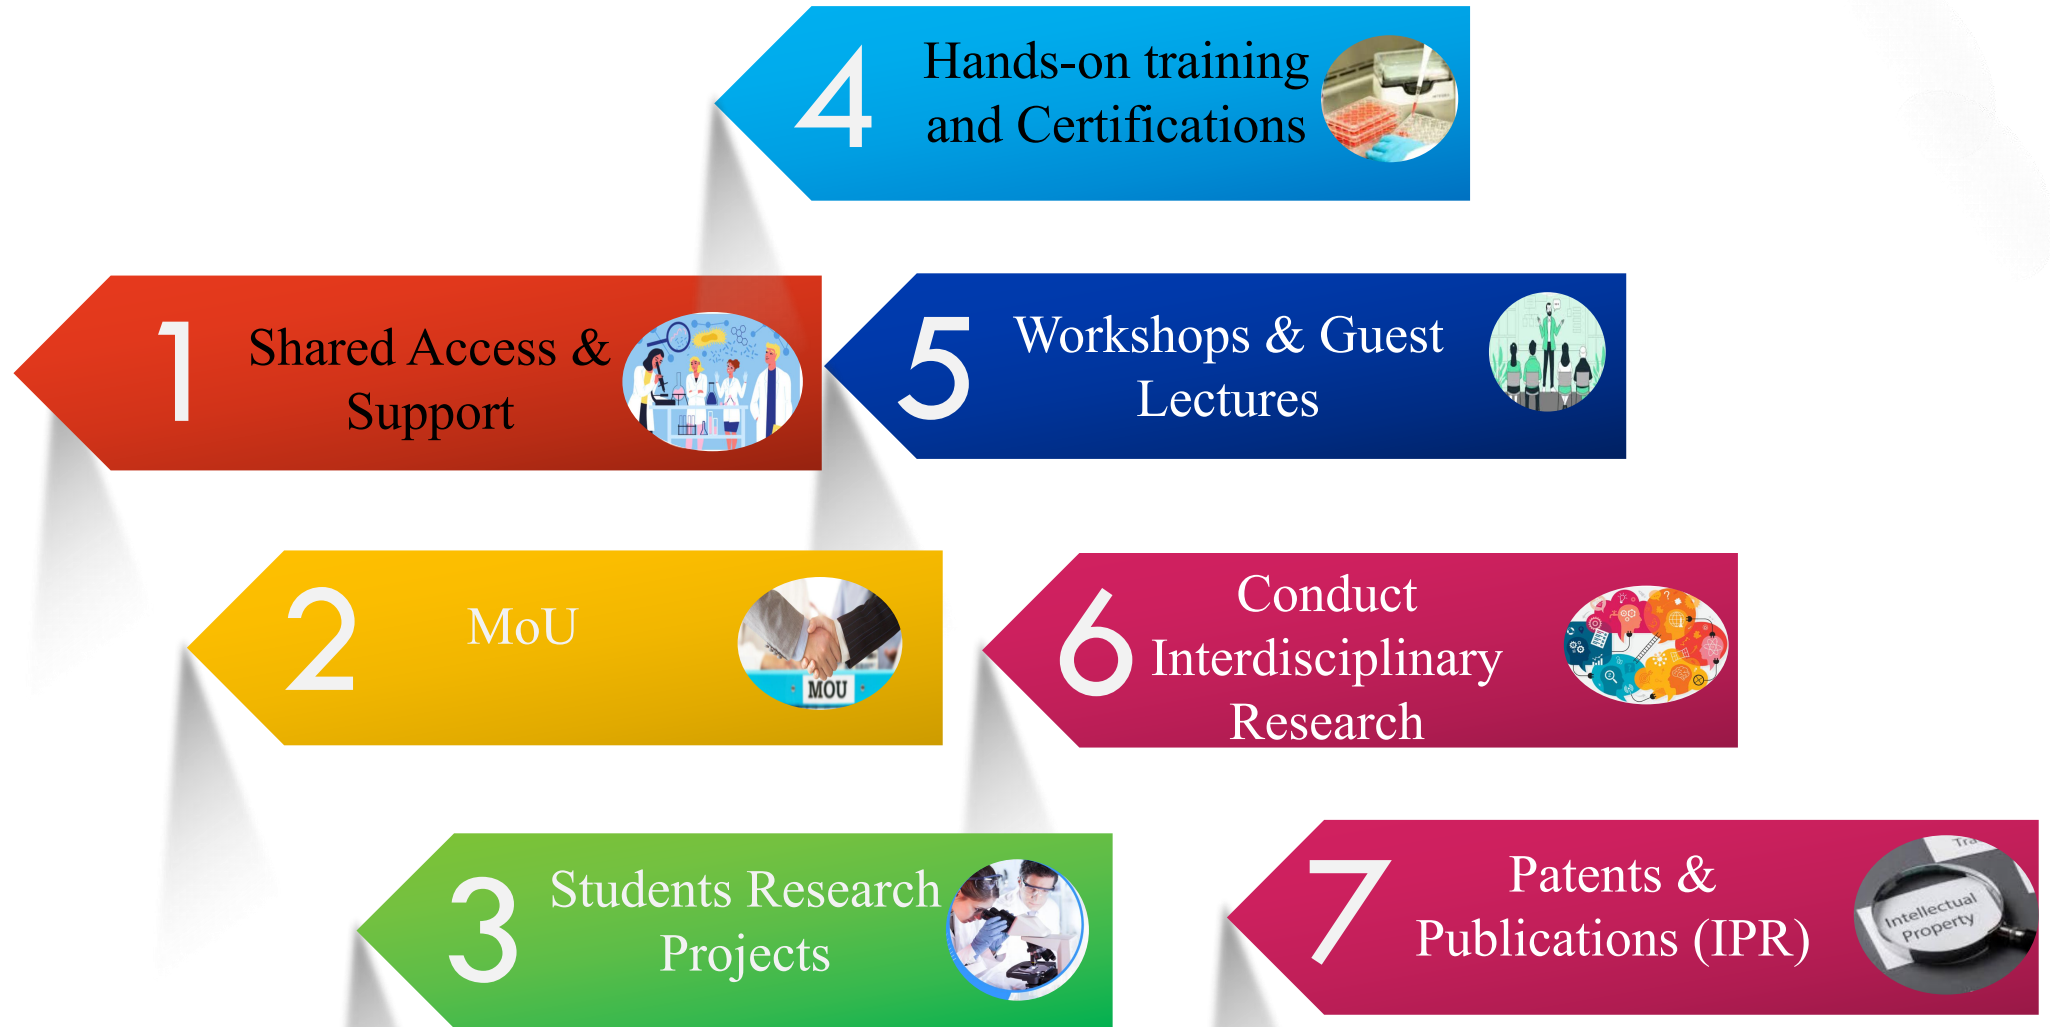 1
Shared Access &
Support
2
MoU
MOU
3
Students Research
Projects
4
Hands-on training
and Certifications
5
Workshops & Guest
Lectures
6
Conduct
Interdisciplinary
Research
7
Patents &
Publications (IPR)
Intellectual
Property